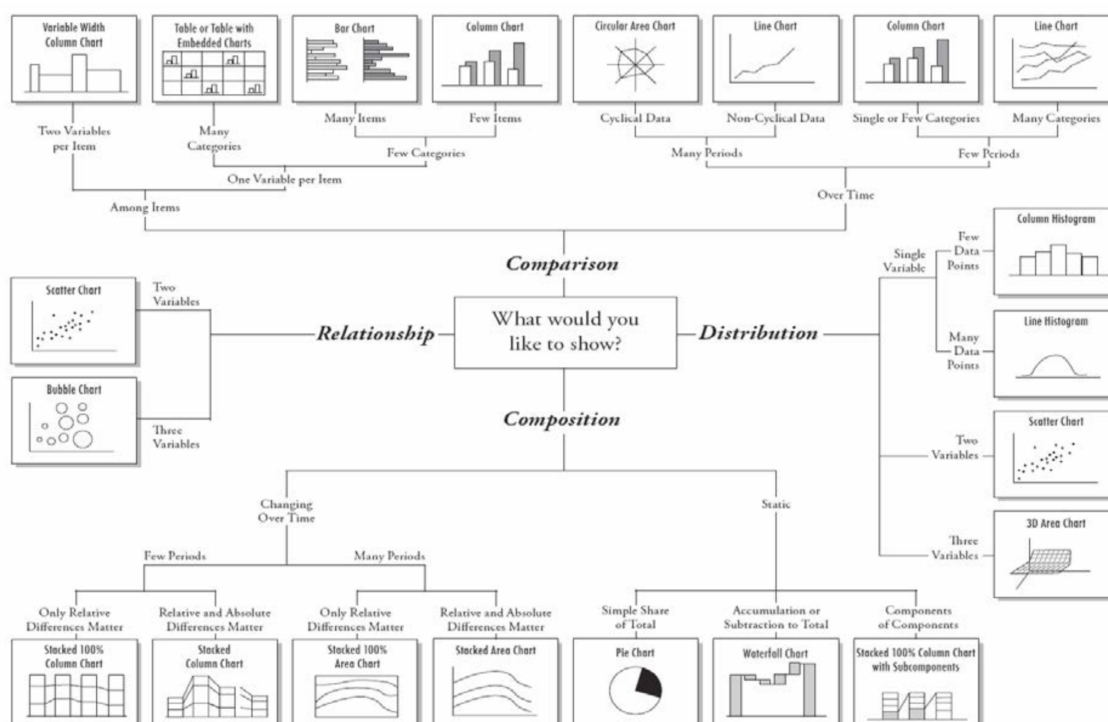 Variable Width
Column Chart
Table or Table with
Embedded Charts
Bar Chart
Column Chart
Circular Area Chart
Line Chart
Column Chart
Line Chart
Two Variables
per Item
Many
Categories
Many Items
Few Items
Cyclical Data
Non-Cyclical Data
Single or Few Categories
Many Categories
Few Categories
Many Periods
Few Periods
One Variable per Item
Among Items
Over Time
Comparison
What would you
like to show?
Relationship
Two
Variables
Scatter Chart
Three
Variables
Bubble Chart
Distribution
Single
Variable
Few
Data
Points
Column Histogram
Many
Data
Points
Line Histogram
Two
Variables
Scatter Chart
Three
Variables
3D Area Chart
Composition
Changing
Over Time
Static
Few Periods
Many Periods
Only Relative
Differences Matter
Relative and Absolute
Differences Matter
Only Relative
Differences Matter
Relative and Absolute
Differences Matter
Simple Share
of Total
Accumulation or
Subtraction to Total
Components
of Components
Stacked 100%
Column Chart
Stacked
Column Chart
Stacked 100%
Area Chart
Stacked Area Chart
Pie Chart
Waterfall Chart
Stacked 100% Column Chart
with Subcomponents